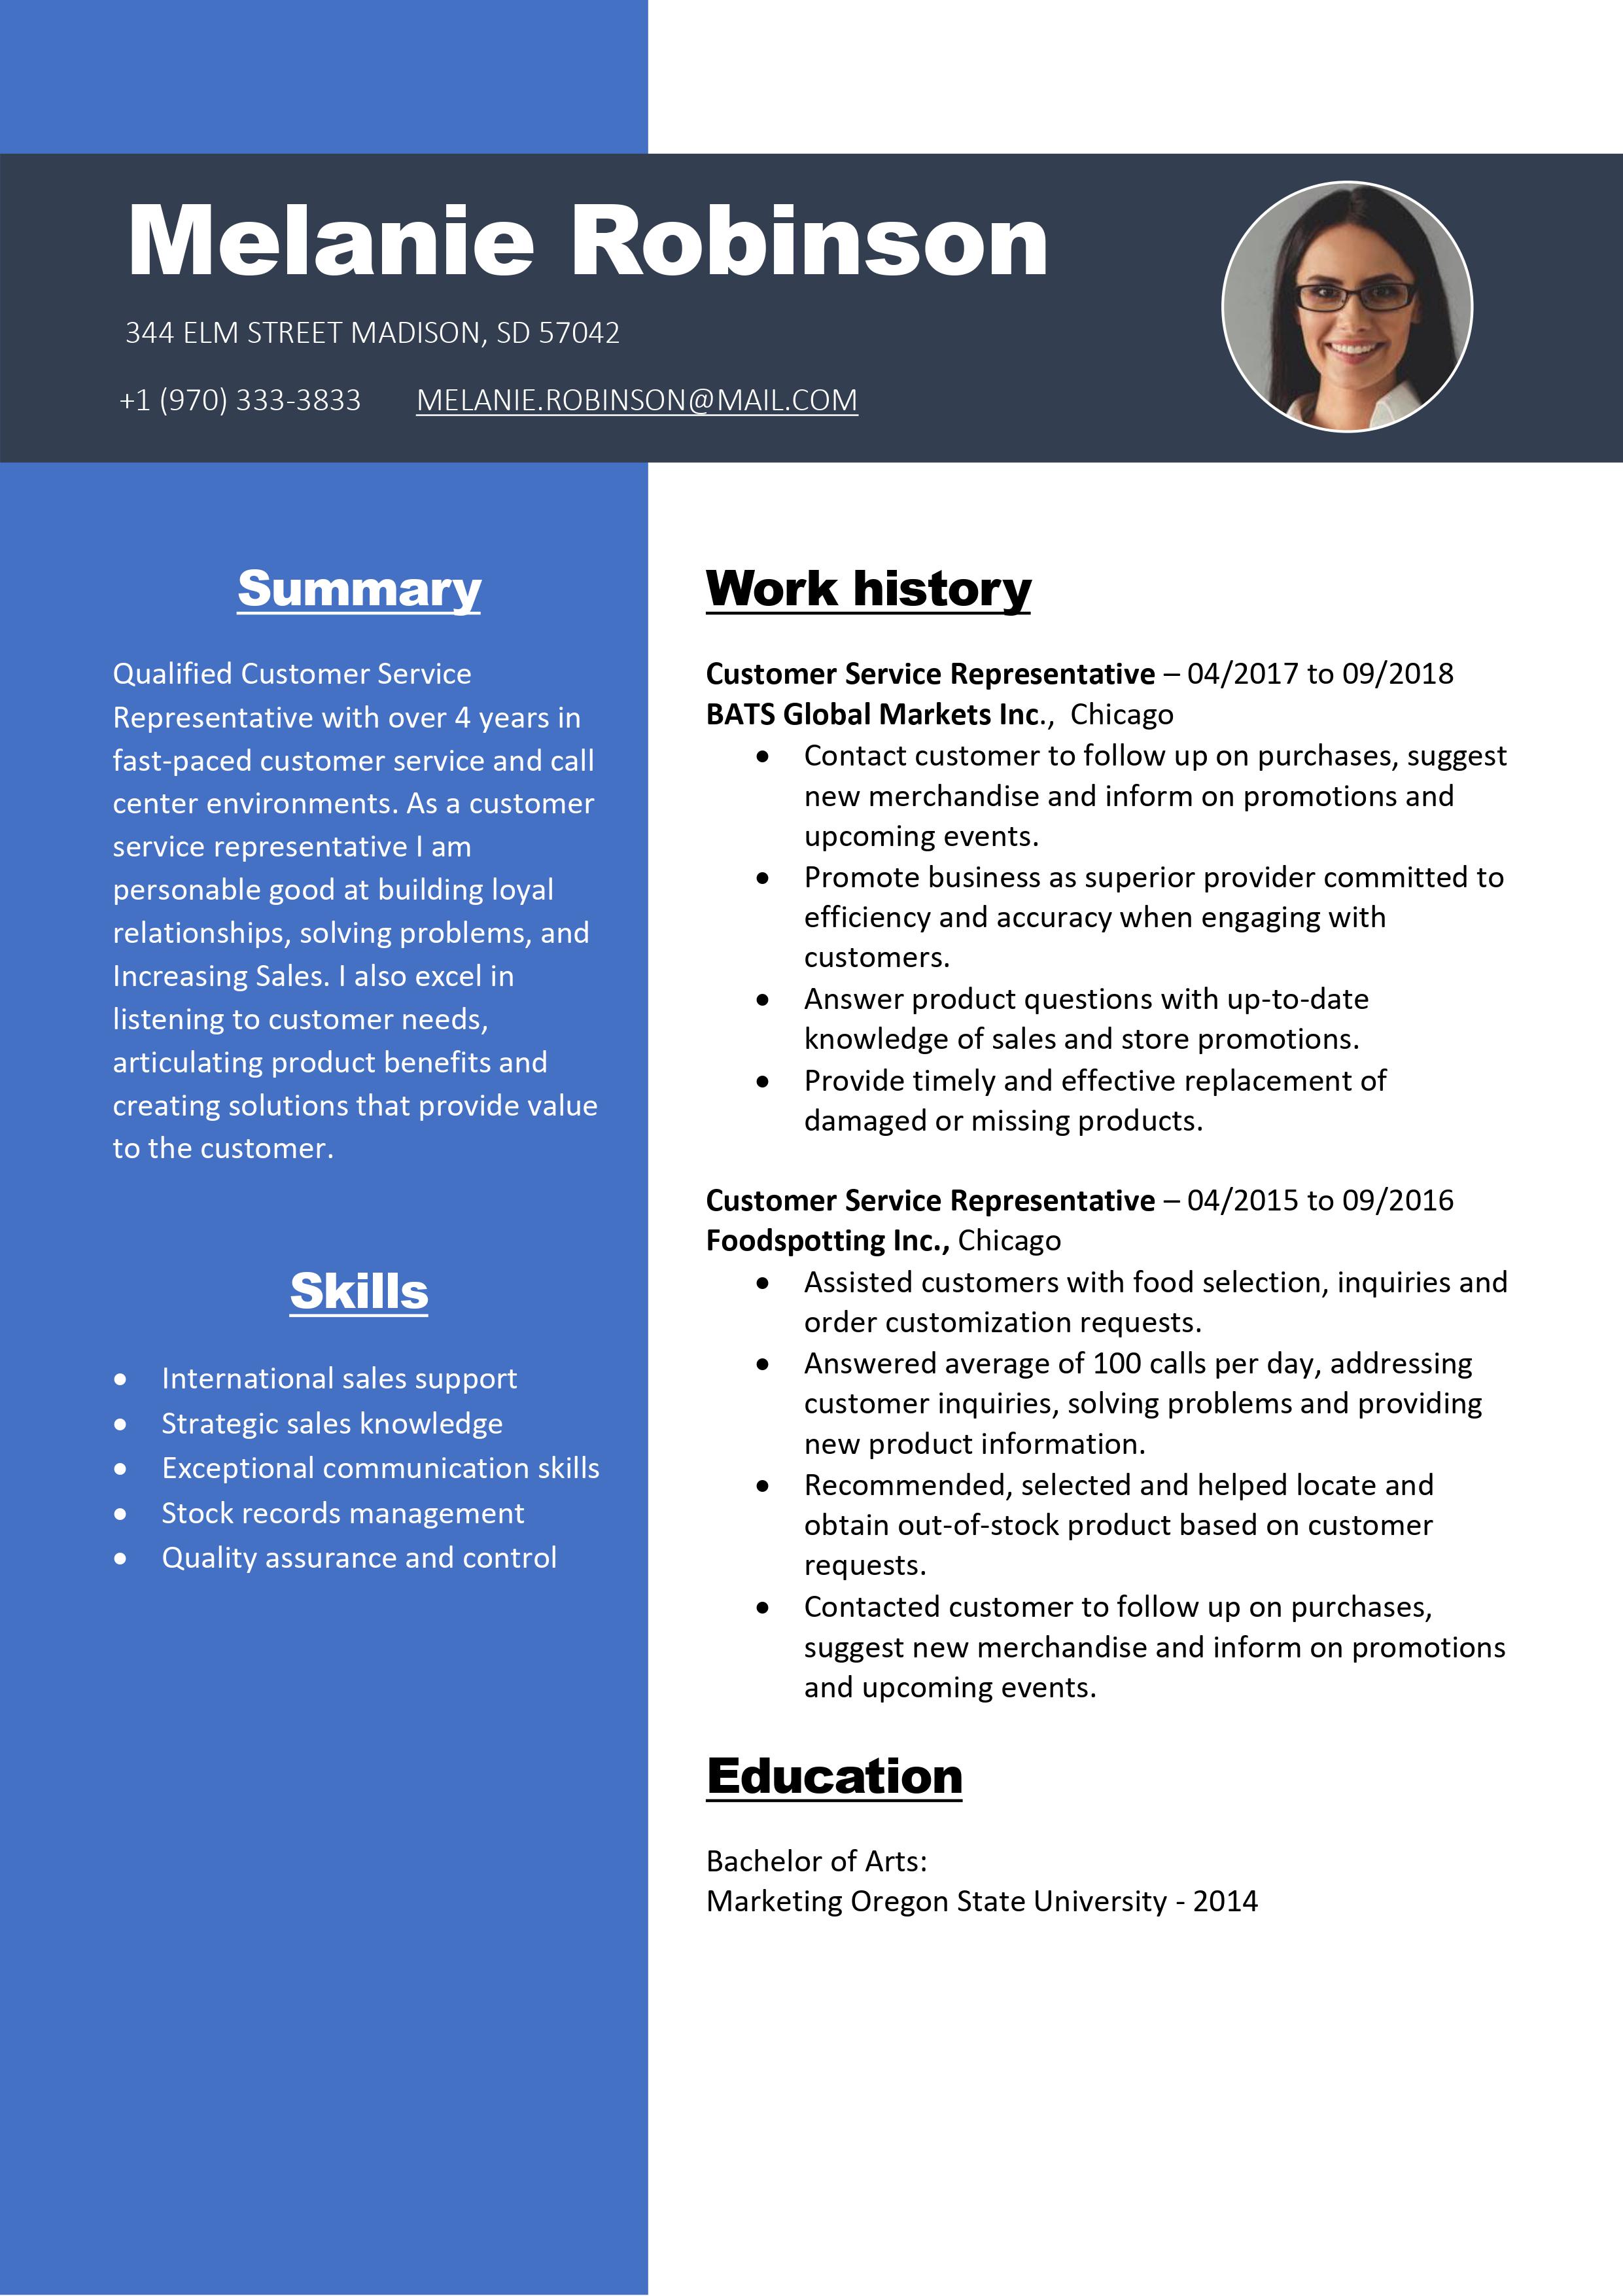 Melanie Robinson
344 ELM STREET MADISON, SD 57042
+1 (970) 333-3833 MELANIE.ROBINSON@MAIL.COM
Summary
Qualified Customer Service
Representative with over 4 years in
fast-paced customer service and call
center environments. As a customer
service representative I am
personable good at building loyal
relationships, solving problems, and
Increasing Sales. I also excel in
listening to customer needs,
articulating product benefits and
creating solutions that provide value
to the customer.
Skills
• International sales support
• Strategic sales knowledge
• Exceptional communication skills
• Stock records management
• Quality assurance and control
Work history
Customer Service Representative – 04/2017 to 09/2018
BATS Global Markets Inc., Chicago
• Contact customer to follow up on purchases, suggest
new merchandise and inform on promotions and
upcoming events.
• Promote business as superior provider committed to
efficiency and accuracy when engaging with
customers.
• Answer product questions with up-to-date
knowledge of sales and store promotions.
• Provide timely and effective replacement of
damaged or missing products.
Customer Service Representative – 04/2015 to 09/2016
Foodspotting Inc., Chicago
• Assisted customers with food selection, inquiries and
order customization requests.
• Answered average of 100 calls per day, addressing
customer inquiries, solving problems and providing
new product information.
• Recommended, selected and helped locate and
obtain out-of-stock product based on customer
requests.
• Contacted customer to follow up on purchases,
suggest new merchandise and inform on promotions
and upcoming events.
Education
Bachelor of Arts:
Marketing Oregon State University - 2014